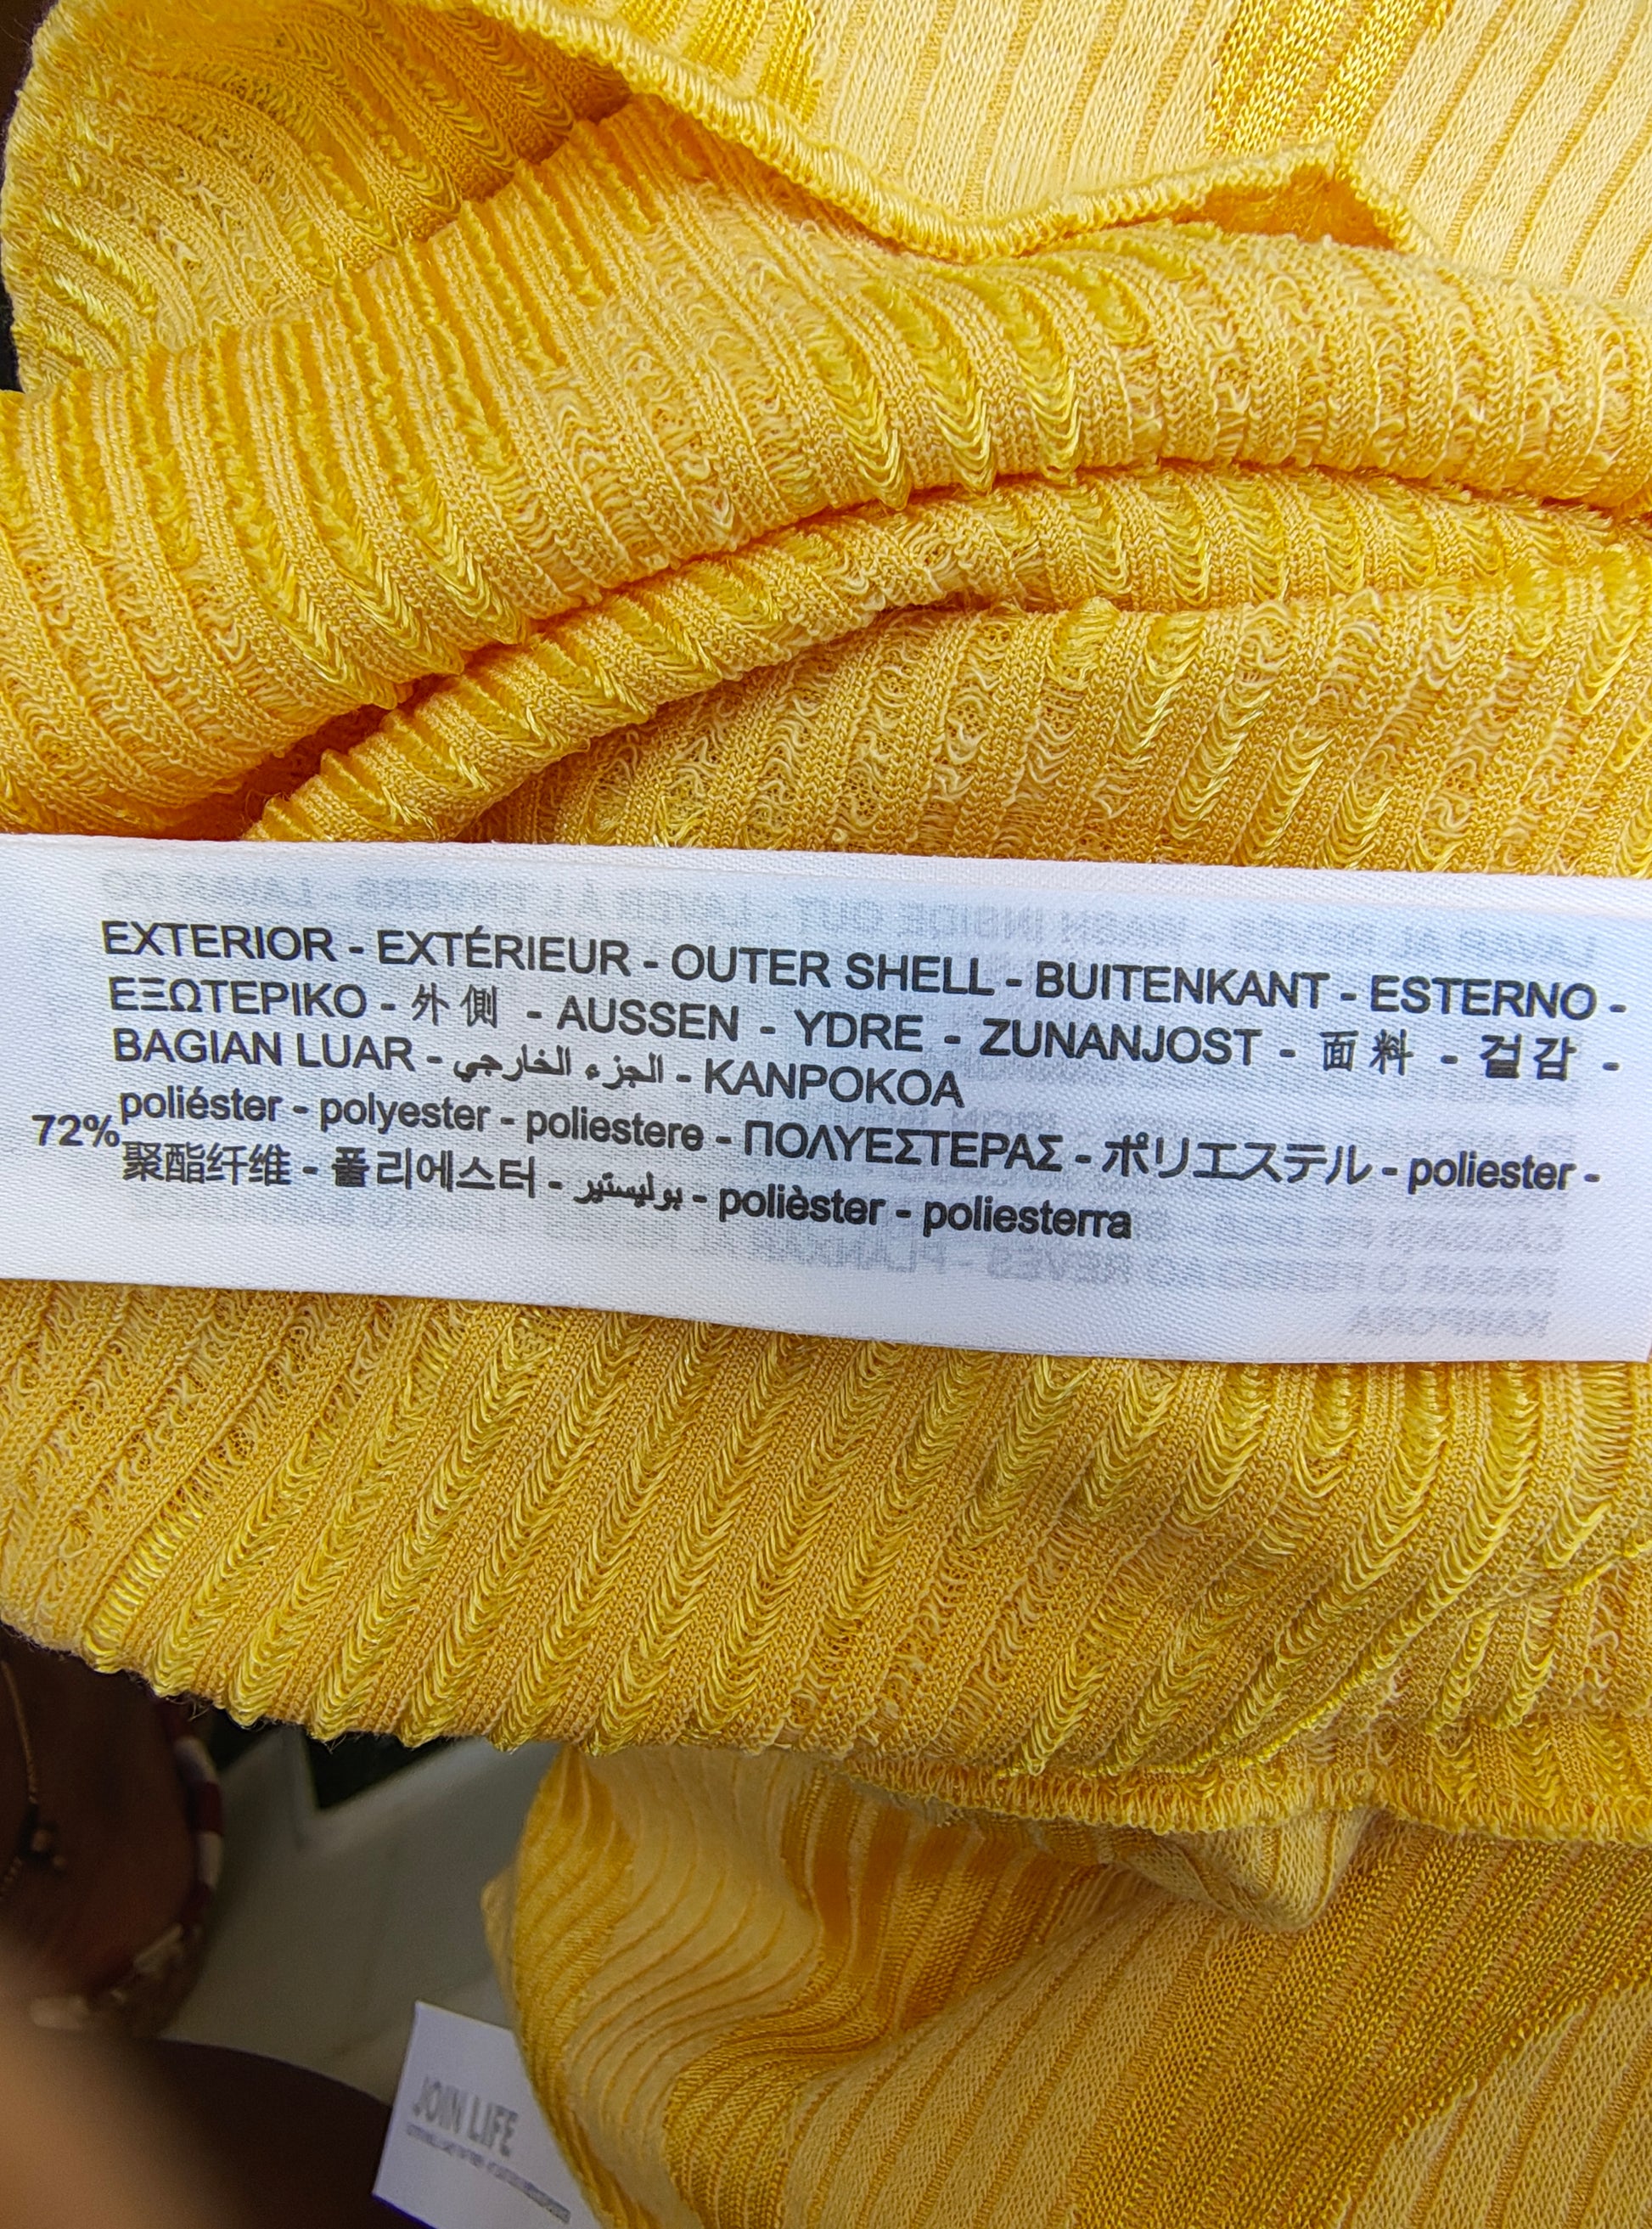 EXTERIOR - EXTÉRIEUR - OUTER SHELL - BUITENKANT - ESTERNO -
ΕΞΩΤΕΡΙΚΟ - 外側 - AUSSEN - YDRE - ZUNANJOST - 面料 - 겉감 -
BAGIAN LUAR - الجزء الخارجي - KANPOKOA
72% poliéster - polyester - poliestere - ΠΟΛΥΕΣΤΕΡΑΣ - ポリエステル - poliester -
聚酯纤维 - 폴리에스터 - بوليستير - polièster - poliesterra
JOIN LIFE